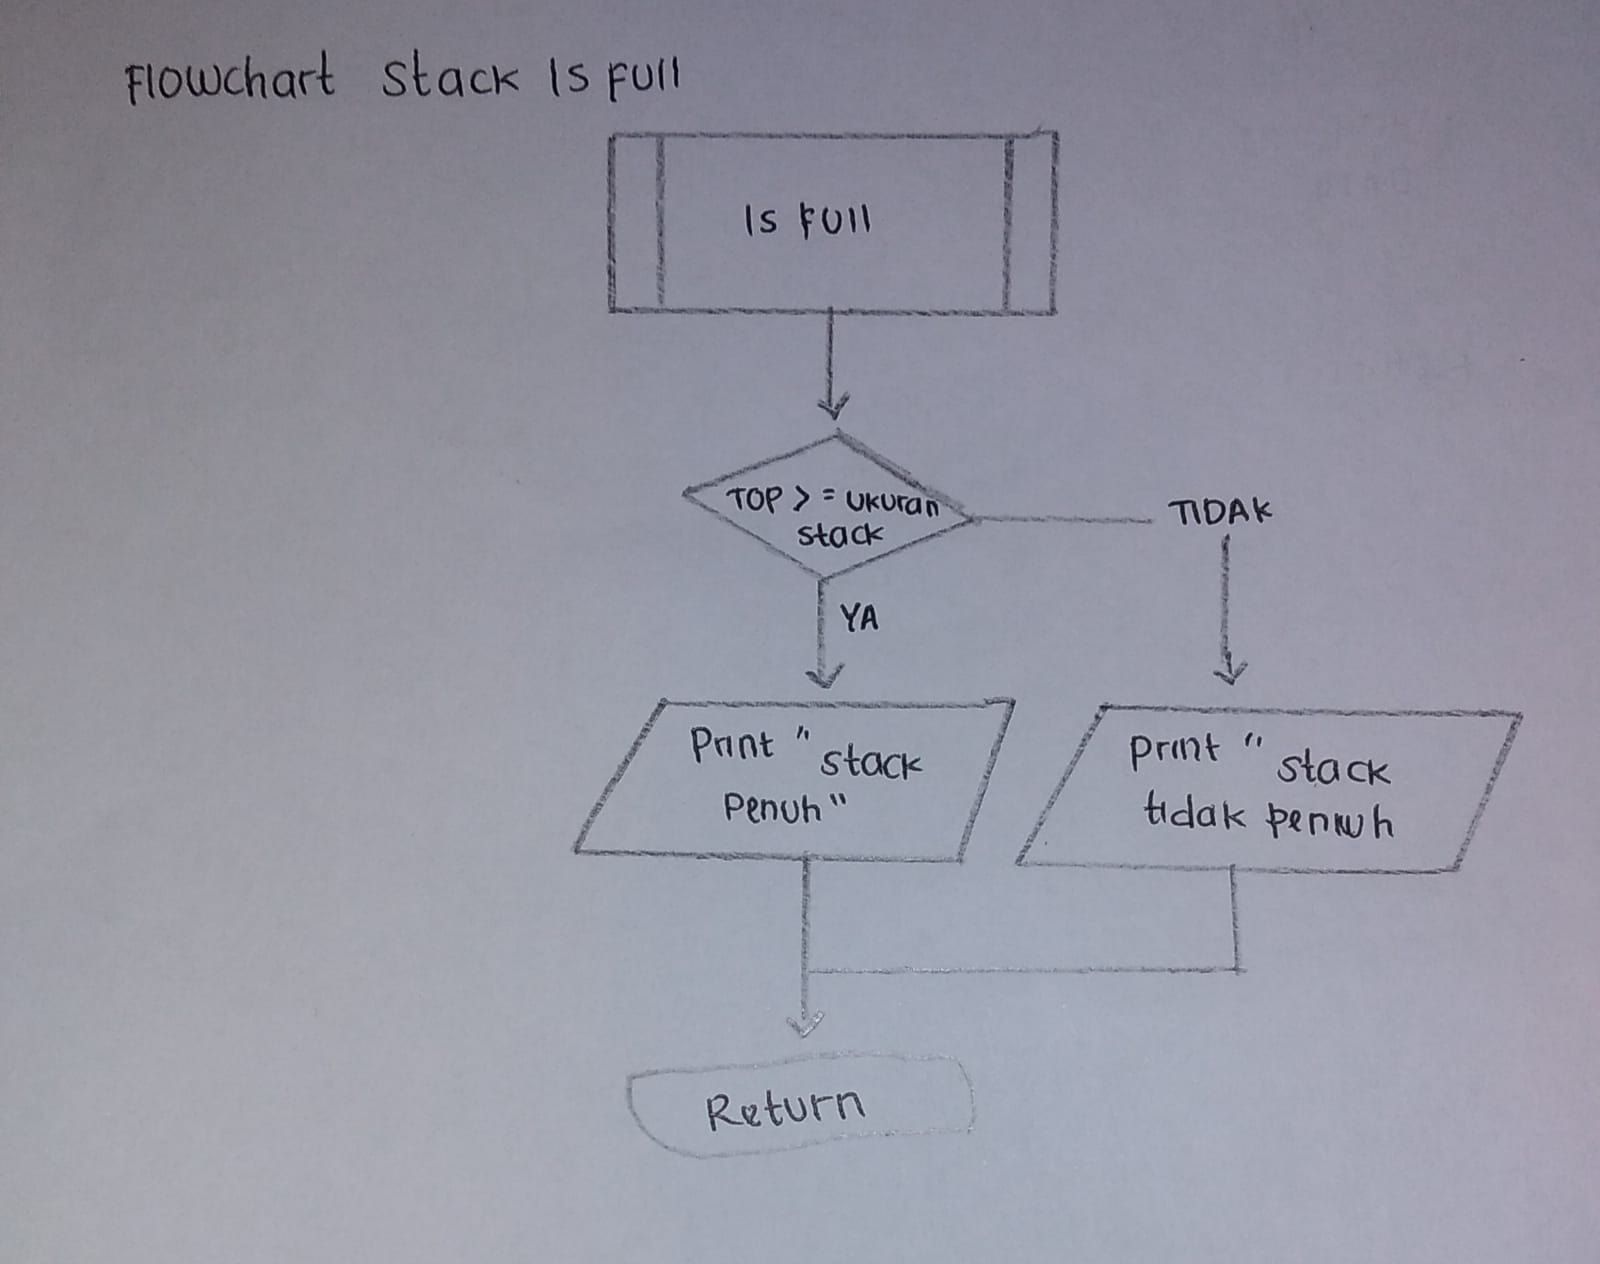 Flowchart Stack Is Full
Is Full
TOP > = Ukuran
stack
TIDAK
YA
Print " stack
Penuh "
print " stack
tidak penuh
Return